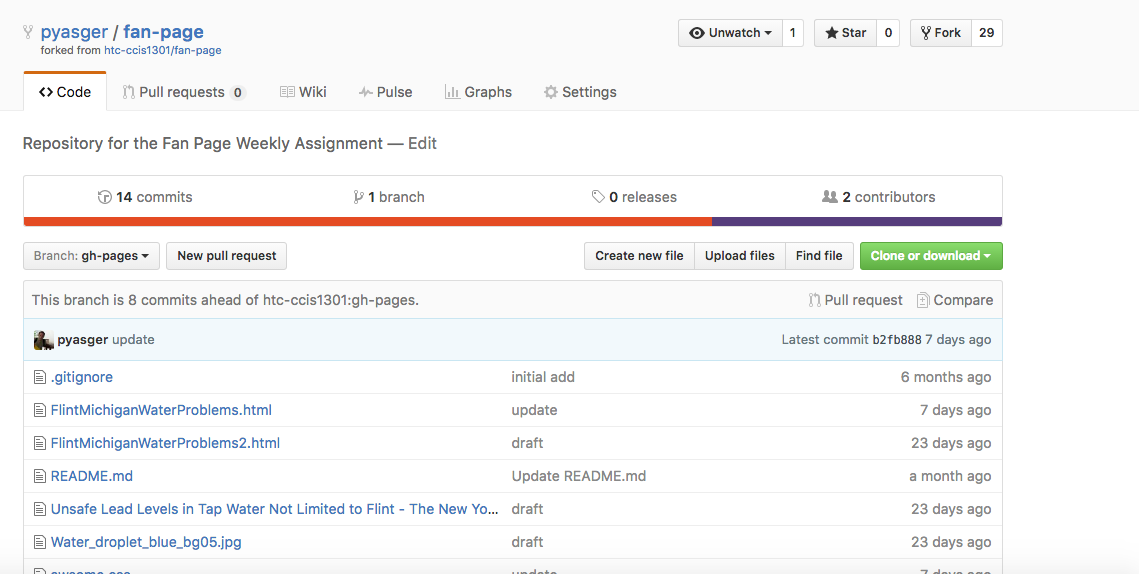 pyasger / fan-page
forked from htc-ccis1301/fan-page
Unwatch 1 Star 0 Fork 29
Code Pull requests 0 Wiki Pulse Graphs Settings
Repository for the Fan Page Weekly Assignment — Edit
14 commits 1 branch 0 releases 2 contributors
Branch: gh-pages New pull request Create new file Upload files Find file Clone or download
This branch is 8 commits ahead of htc-ccis1301:gh-pages. Pull request Compare
pyasger update Latest commit b2fb888 7 days ago
.gitignore initial add 6 months ago
FlintMichiganWaterProblems.html update 7 days ago
FlintMichiganWaterProblems2.html draft 23 days ago
README.md Update README.md a month ago
Unsafe Lead Levels in Tap Water Not Limited to Flint - The New Yo... draft 23 days ago
Water_droplet_blue_bg05.jpg draft 23 days ago
update 7 days ago